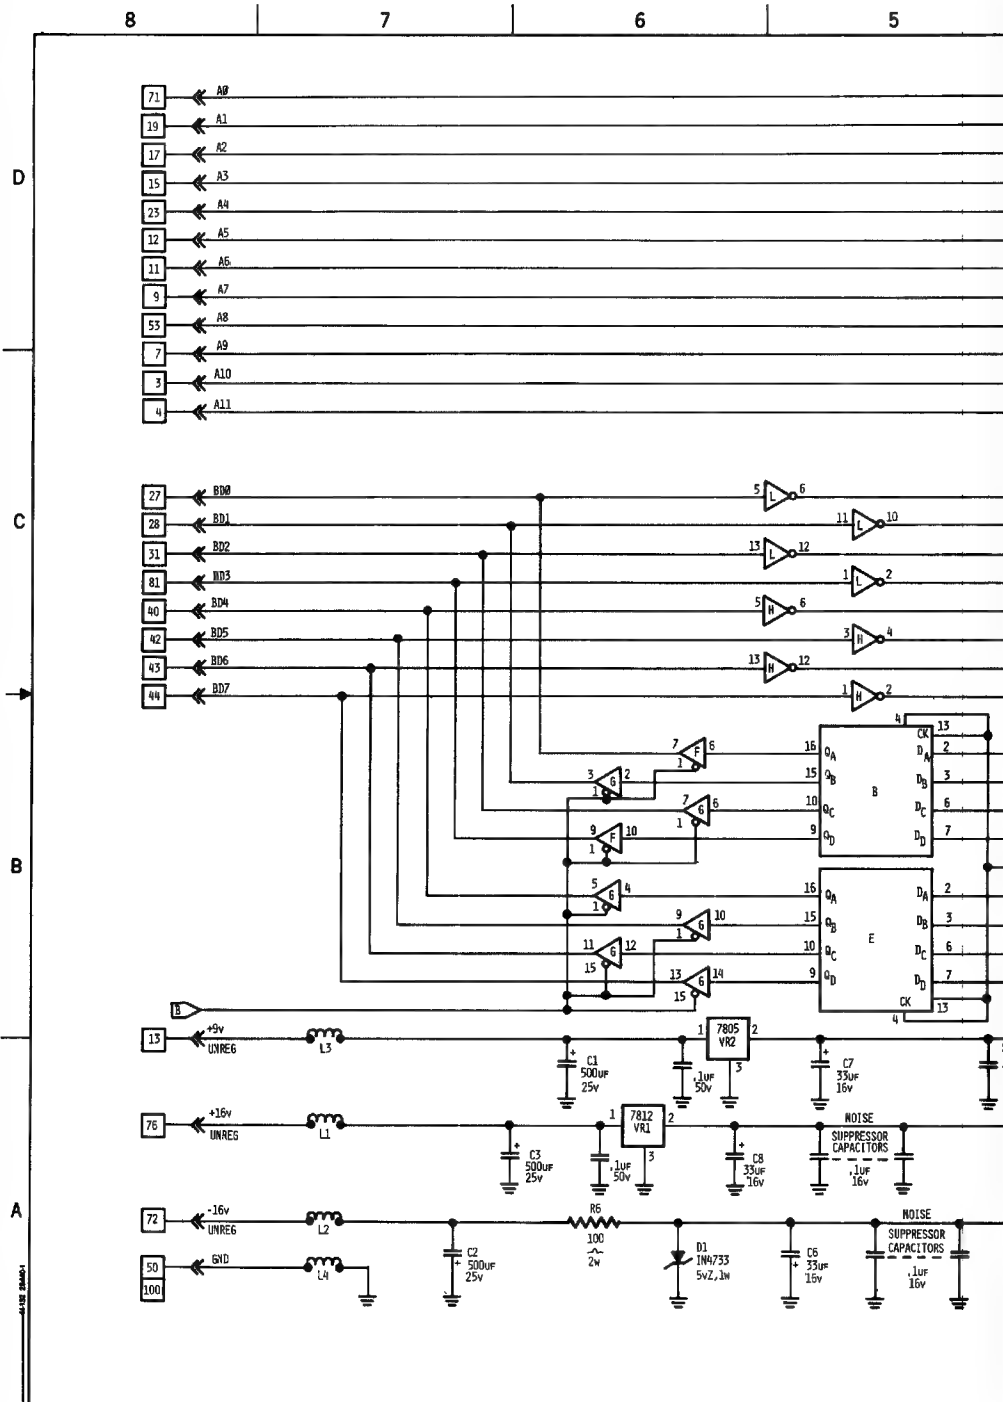 8 7 6 5
D
71 A0
19 A1
17 A2
15 A3
23 A4
12 A5
11 A6
9 A7
53 A8
7 A9
3 A10
4 A11
C
27 BD0 5 L 6
28 BD1 11 L 10
31 BD2 13 L 12
81 BD3 1 L 2
40 BD4 5 H 6
42 BD5 3 H 4
43 BD6 13 H 12
44 BD7 1 H 2
4 CK 13
7 F 6 1 16 QA DA 2
3 G 2 1 15 QB DB 3
B
7 G 6 1 10 QC DC 6
9 F 10 1 9 QD DD 7
B
5 G 4 1 16 QA DA 2
9 G 10 1 15 QB DB 3
E
11 G 12 15 10 QC DC 6
13 G 14 15 9 QD DD 7
CK 13
4
B
13 +9v
UNREG
L3
C1
500UF
25v
.1UF
50v
1 7805 2
VR2
3
C7
33UF
16v
76 +16v
UNREG
L1
C3
500UF
25v
.1UF
50v
1 7812 2
VR1
3
C8
33UF
16v
NOISE
SUPPRESSOR
CAPACITORS
.1UF
16v
A
72 -16v
UNREG
L2
C2
500UF
25v
R6
100
2w
D1
IN4733
5vZ,1w
C6
33UF
16v
NOISE
SUPPRESSOR
CAPACITORS
.1UF
16v
50 GND
100
L4